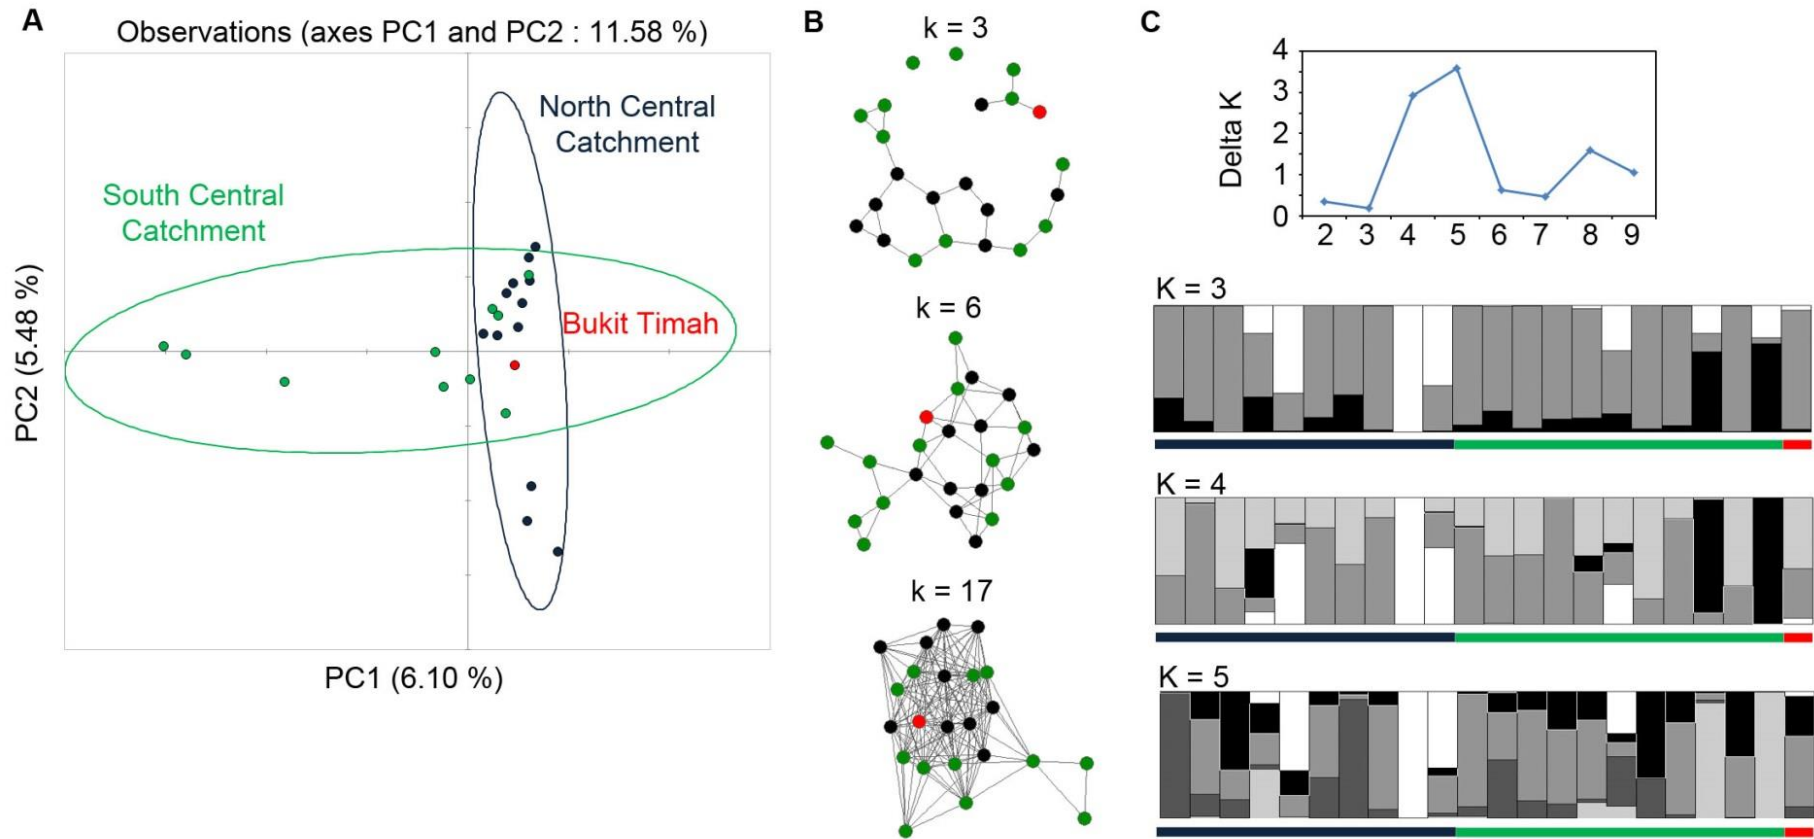 A
Observations (axes PC1 and PC2 : 11.58 %)
North Central
Catchment
South Central
Catchment
Bukit Timah
PC2 (5.48 %)
PC1 (6.10 %)
B
k = 3
k = 6
k = 17
C
Delta K
4
3
2
1
0
2 3 4 5 6 7 8 9
K = 3
K = 4
K = 5